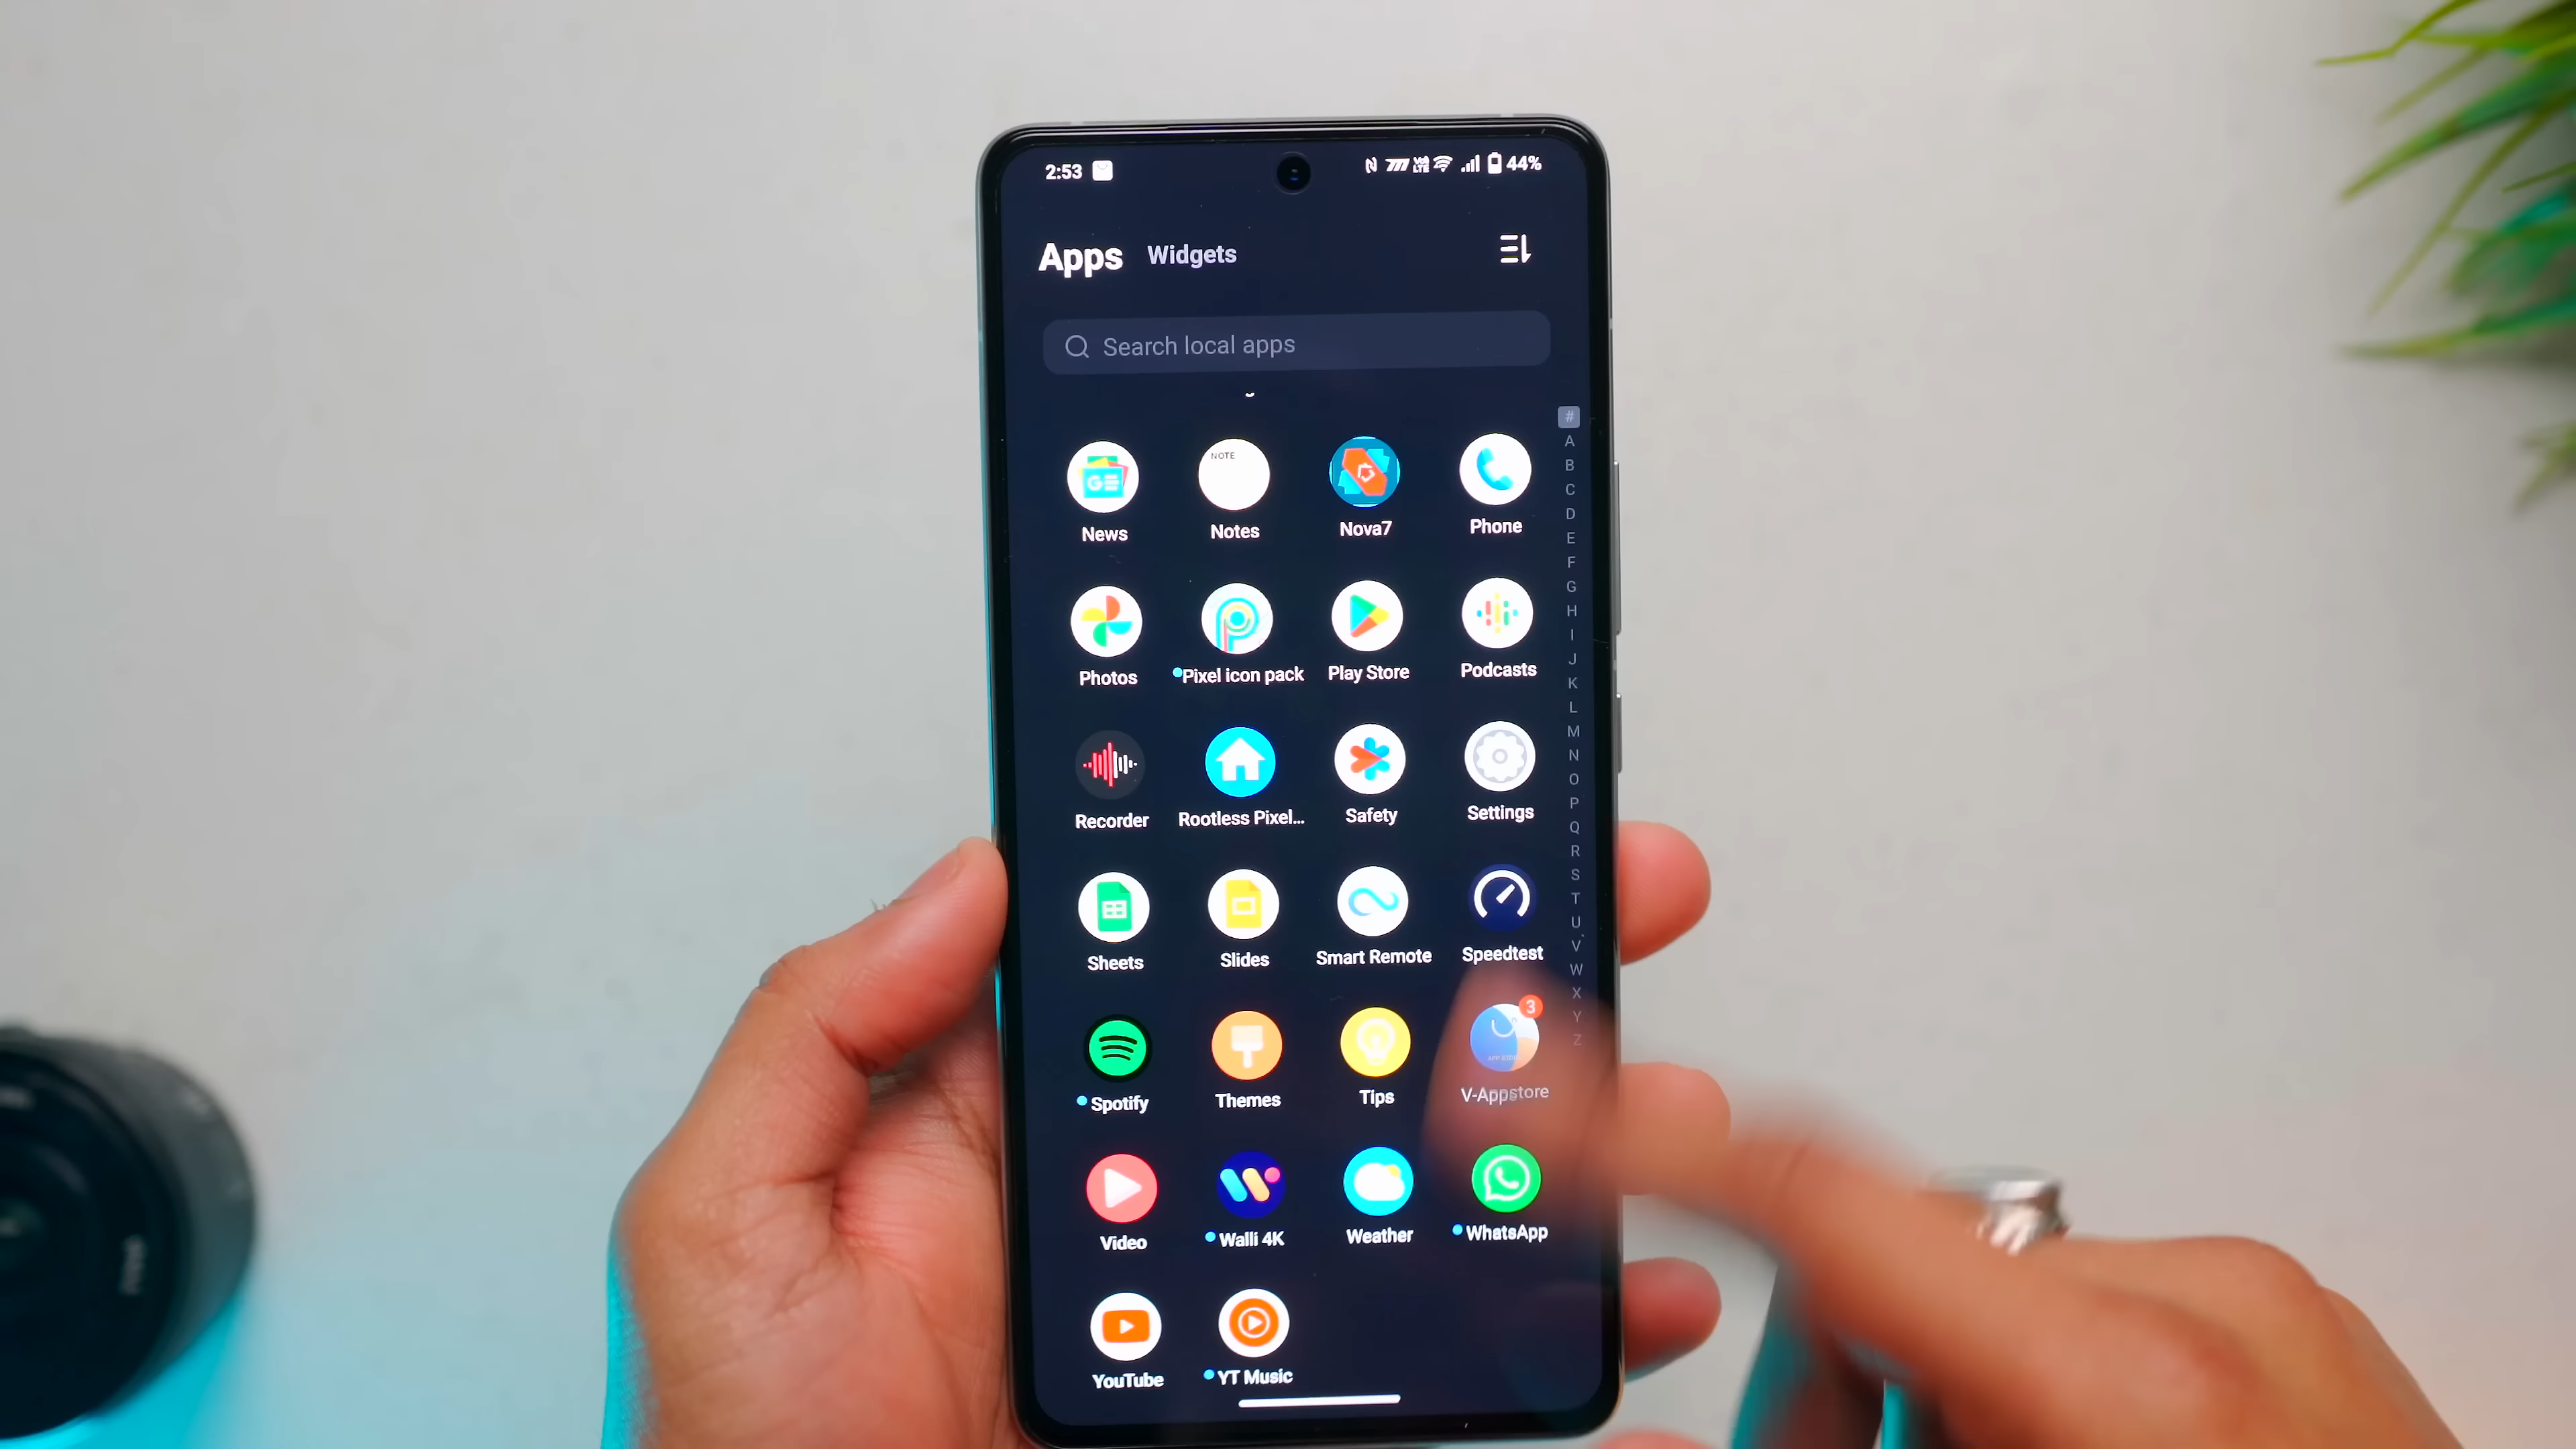 2:53
44%
Apps Widgets
Search local apps
#
A
B
C
D
E
F
G
H
I
J
K
L
M
N
O
P
Q
R
S
T
U
V
W
X
Y
Z
NOTE
News Notes Nova7 Phone
Photos Pixel icon pack Play Store Podcasts
Recorder Rootless Pixel... Safety Settings
Sheets Slides Smart Remote Speedtest
3
Spotify Themes Tips V-Appstore
Video Walli 4K Weather WhatsApp
YouTube YT Music